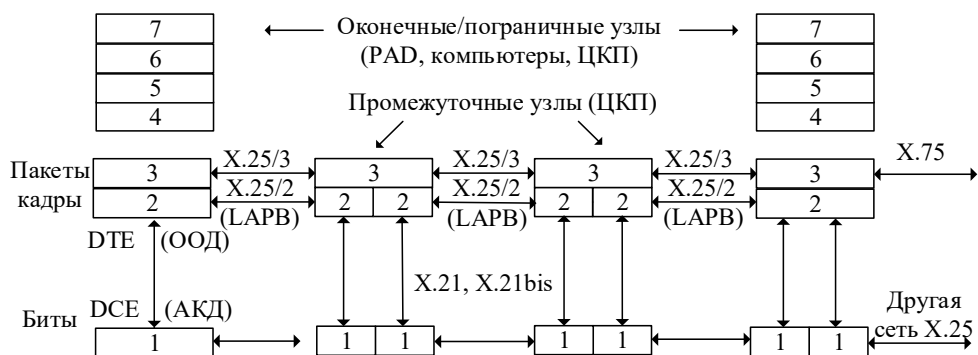 7 Оконечные/пограничные узлы 7
6 (PAD, компьютеры, ЦКП) 6
5 5
4 Промежуточные узлы (ЦКП) 4
Пакеты 3 X.25/3 3 X.25/3 3 X.25/3 3 X.75
кадры 2 X.25/2 2 2 X.25/2 2 2 X.25/2 2
(LAPB) (LAPB) (LAPB)
DTE (ООД)
X.21, X.21bis
DCE (АКД) Другая
Биты 1 1 1 1 1 1 1 сеть X.25